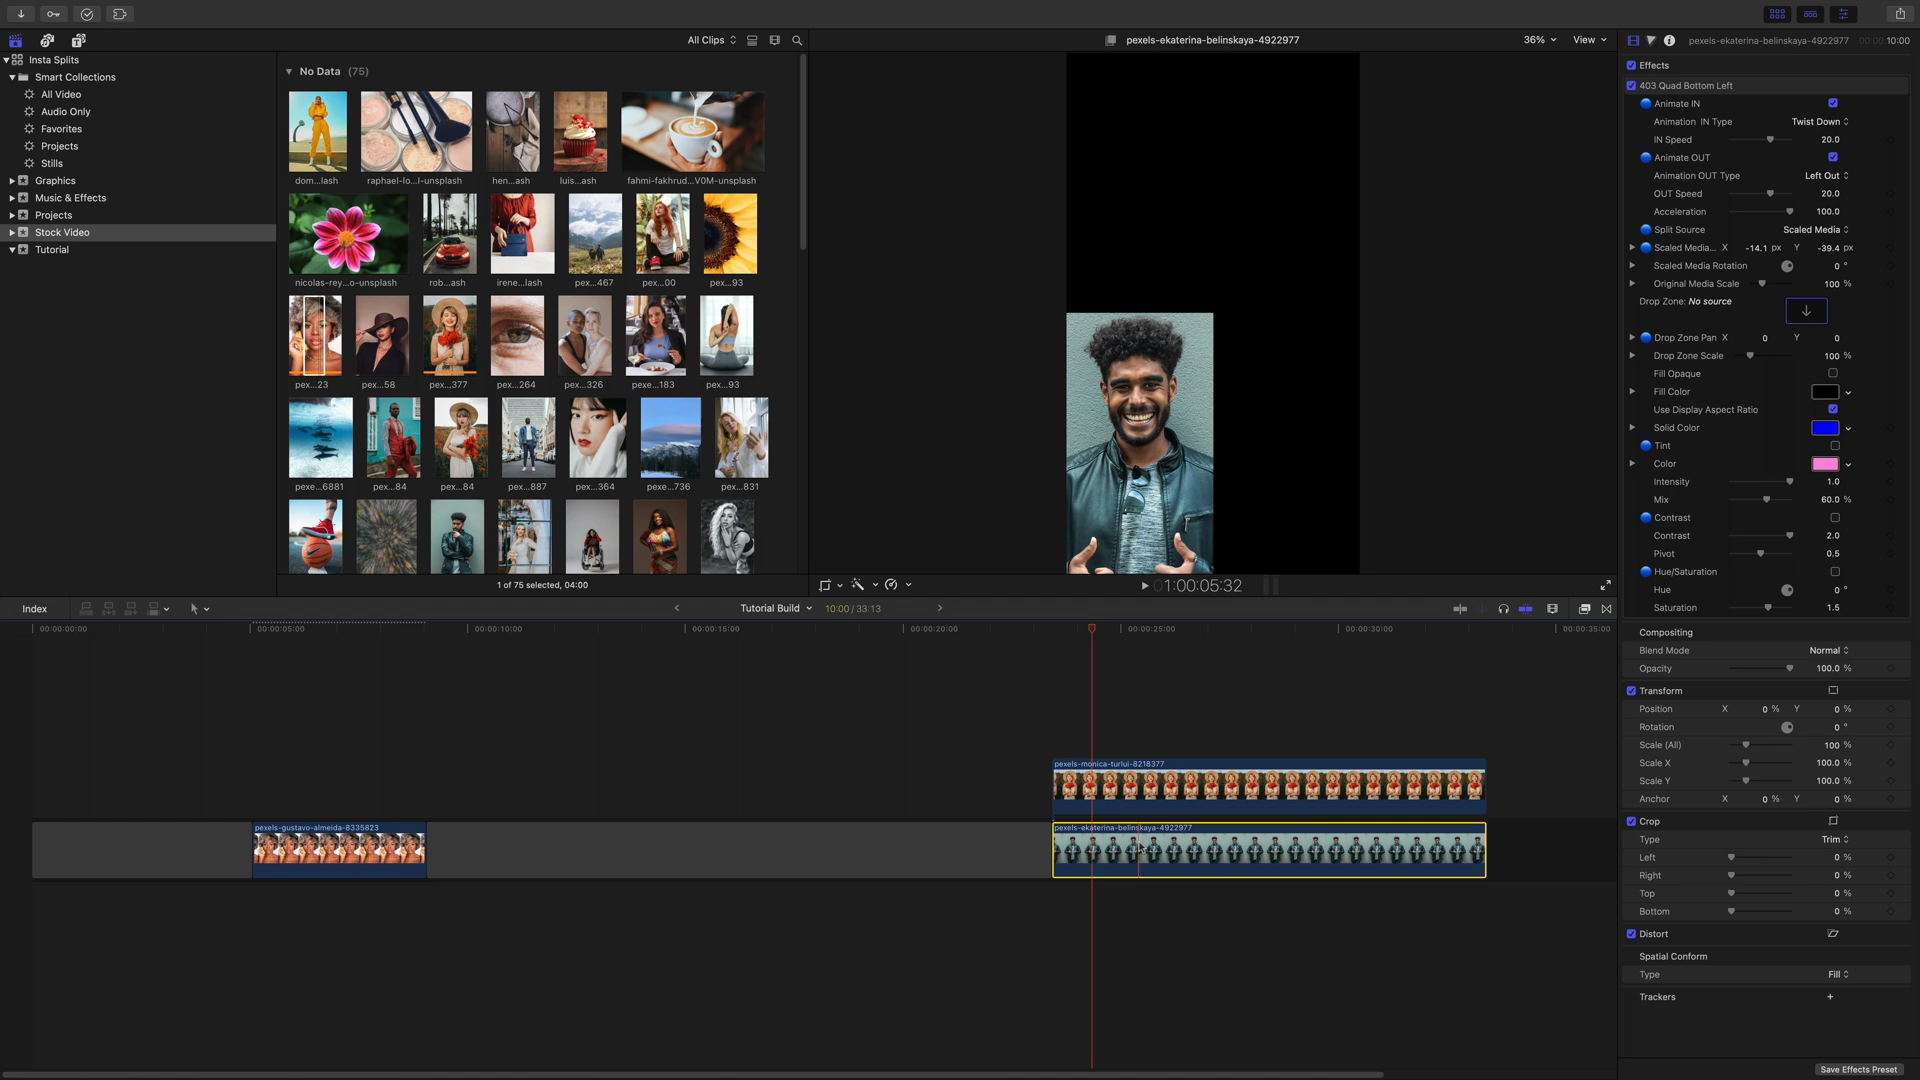 All Clips
pexels-ekaterina-belinskaya-4922977
36%
View
pexels-ekaterina-belinskaya-4922977
00:00:10:00
Insta Splits
Smart Collections
All Video
Audio Only
Favorites
Projects
Stills
Graphics
Music & Effects
Projects
Stock Video
Tutorial
No Data (75)
dom...lash
raphael-lo...l-unsplash
hen...ash
luis...ash
fahmi-fakhrud...V0M-unsplash
nicolas-rey...o-unsplash
rob...ash
irene...lash
pex...467
pex...00
pex...93
pex...23
pex...58
pex...377
pex...264
pex...326
pexe...183
pex...93
pexe...6881
pex...84
pex...84
pex...887
pex...364
pexe...736
pex...831
1 of 75 selected, 04:00
01:00:05:32
Effects
403 Quad Bottom Left
Animate IN
Animation IN Type Twist Down
IN Speed 20.0
Animate OUT
Animation OUT Type Left Out
OUT Speed 20.0
Acceleration 100.0
Split Source Scaled Media
Scaled Media... X -14.1 px Y -39.4 px
Scaled Media Rotation 0 °
Original Media Scale 100 %
Drop Zone: No source
Drop Zone Pan X 0 Y 0
Drop Zone Scale 100 %
Fill Opaque
Fill Color
Use Display Aspect Ratio
Solid Color
Tint
Color
Intensity 1.0
Mix 60.0 %
Contrast
Contrast 2.0
Pivot 0.5
Hue/Saturation
Hue 0 °
Saturation 1.5
Compositing
Blend Mode Normal
Opacity 100.0 %
Transform
Position X 0 % Y 0 %
Rotation 0 °
Scale (All) 100 %
Scale X 100.0 %
Scale Y 100.0 %
Anchor X 0 % Y 0 %
Crop
Type Trim
Left 0 %
Right 0 %
Top 0 %
Bottom 0 %
Distort
Spatial Conform
Type Fill
Trackers +
Save Effects Preset
Index
Tutorial Build
10:00 / 33:13
00:00:00:00
00:00:05:00
00:00:10:00
00:00:15:00
00:00:20:00
00:00:25:00
00:00:30:00
00:00:35:00
pexels-monica-turlui-8218377
pexels-gustavo-almeida-8335823
pexels-ekaterina-belinskaya-4922977